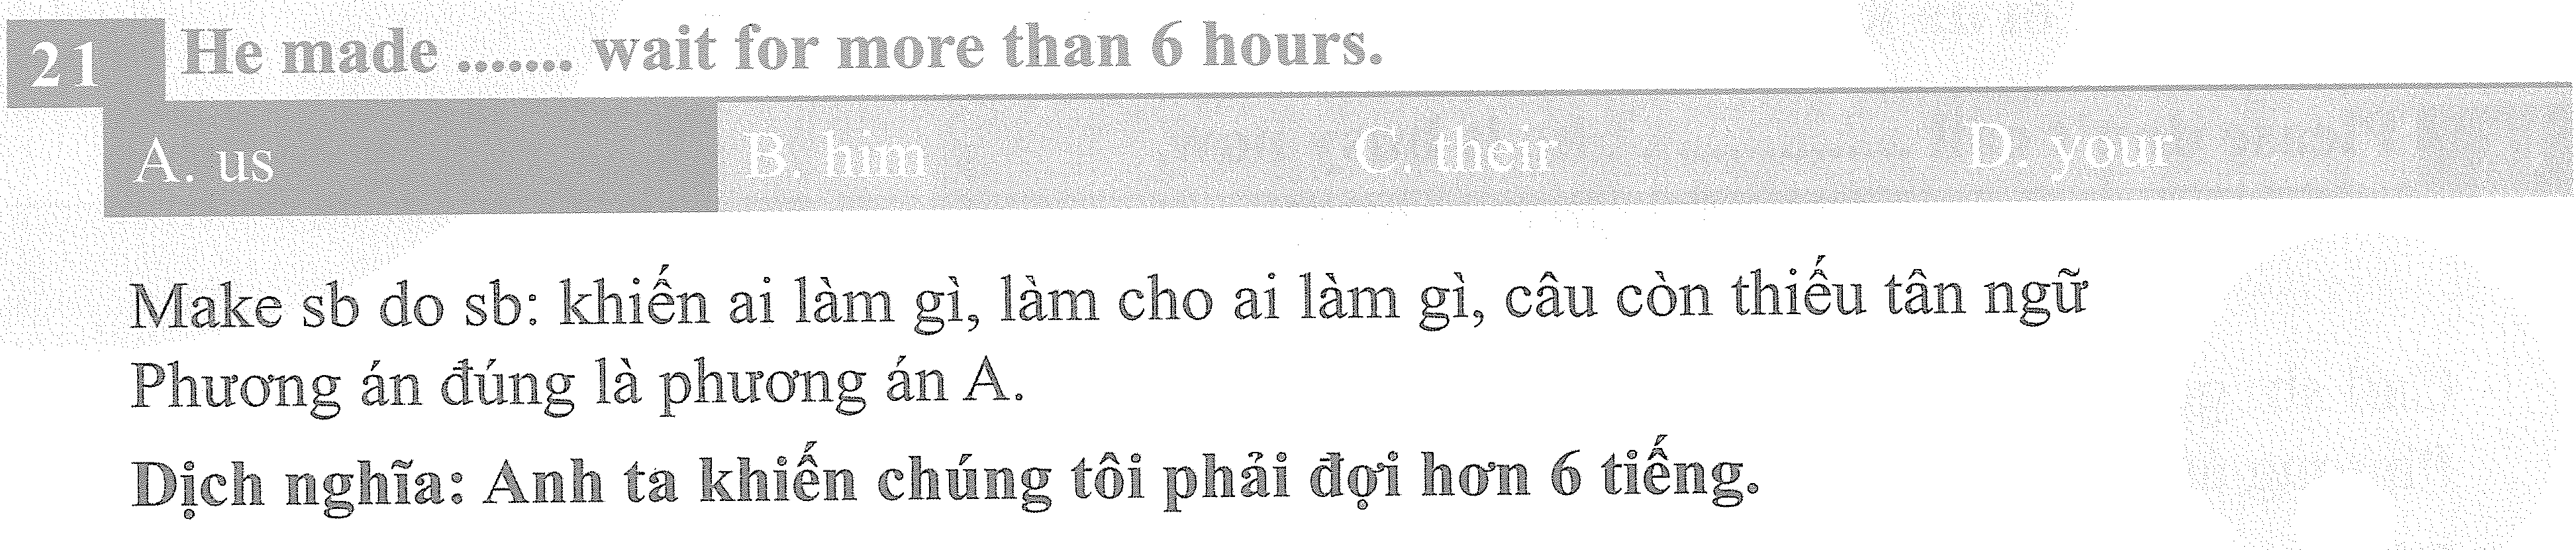 21 He made ....... wait for more than 6 hours.
A. us B. him C. their D. your
Make sb do sb: khiến ai làm gì, làm cho ai làm gì, câu còn thiếu tân ngữ
Phương án đúng là phương án A.
Dịch nghĩa: Anh ta khiến chúng tôi phải đợi hơn 6 tiếng.